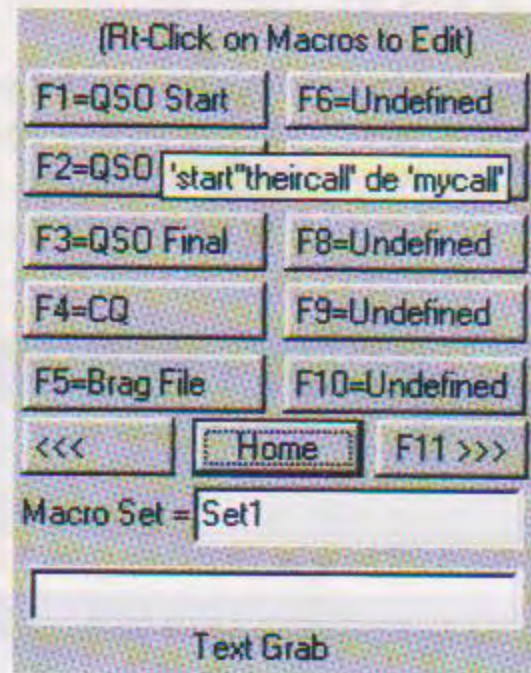 (Rt-Click on Macros to Edit)
F1=QSO Start F6=Undefined
F2=QSO 'start''theircall' de 'mycall'
F3=QSO Final F8=Undefined
F4=CQ F9=Undefined
F5=Brag File F10=Undefined
<<< Home F11 >>>
Macro Set = Set1
Text Grab